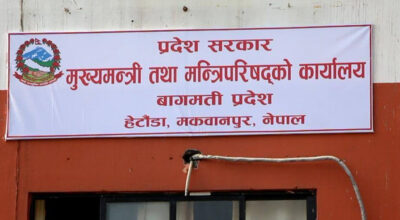 प्रदेश सरकार
मुख्यमन्त्री तथा मन्त्रिपरिषद्को कार्यालय
बागमती प्रदेश
हेटौंडा, मकवानपुर, नेपाल